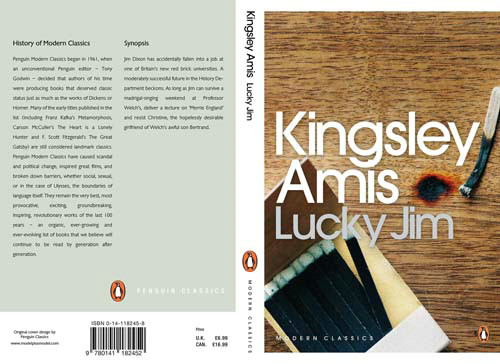 History of Modern Classics
Penguin Modern Classics began in 1961, when
an unconventional Penguin editor – Tony
Godwin – decided that authors of his time
were producing books that deserved classic
status just as much as the works of Dickens or
Homer. Many of the early titles published in the
list (including Franz Kafka's Metamorphosis,
Carson McCuller's The Heart is a Lonely
Hunter and F. Scott Fitzgerald's The Great
Gatsby) are still considered landmark classics.
Penguin Modern Classics have caused scandal
and political change, inspired great films, and
broken down barriers, whether social, sexual,
or in the case of Ulysses, the boundaries of
language itself. They remain the very best, most
provocative, exciting, groundbreaking,
inspiring, revolutionary works of the last 100
years – an organic, ever-growing and
ever-evolving list of books that we believe will
continue to be read by generation after
generation.
Synopsis
Jim Dixon has accidentally fallen into a job at
one of Britain's new red brick universities. A
moderately successful future in the History De-
partment beckons. As long as Jim can survive a
madrigal-singing weekend at Professor
Welch's, deliver a lecture on "Merrie England"
and resist Christine, the hopelessly desirable
girlfriend of Welch's awful son Bertrand.
PENGUIN CLASSICS
Original cover design by
Penguin Classics
www.modelplasmodel.com
ISBN 0-14-118245-8
9 780141 182452
Price
U.K. £6.99
CAN. £16.99
Kingsley Amis
Lucky Jim
Kingsley
Amis
Lucky Jim
MODERN CLASSICS